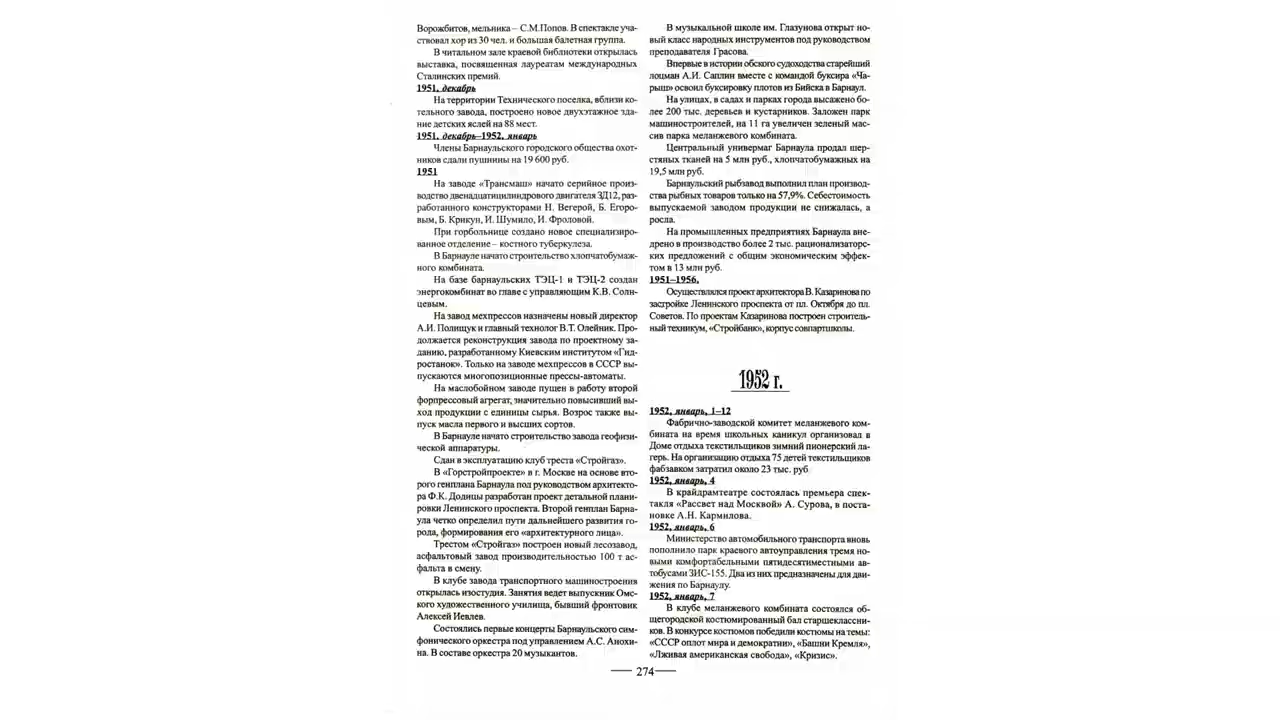 Ворожбитов, мельника – С.М.Попов. В спектакле уча-
ствовал хор из 30 чел. и большая балетная группа.
В читальном зале краевой библиотеки открылась
выставка, посвященная лауреатам международных
Сталинских премий.
1951, декабрь
На территории Технического поселка, вблизи ко-
тельного завода, построено новое двухэтажное зда-
ние детских яслей на 88 мест.
1951, декабрь–1952, январь
Члены Барнаульского городского общества охот-
ников сдали пушнины на 19 600 руб.
1951
На заводе «Трансмаш» начато серийное произ-
водство двенадцатицилиндрового двигателя 3Д12, раз-
работанного конструкторами Н. Вегерой, Б. Егоро-
вым, Б. Крикун, И. Шумило, И. Фроловой.
При горбольнице создано новое специализиро-
ванное отделение – костного туберкулеза.
В Барнауле начато строительство хлопчатобумаж-
ного комбината.
На базе барнаульских ТЭЦ-1 и ТЭЦ-2 создан
энергокомбинат во главе с управляющим К.В. Солн-
цевым.
На завод мехпрессов назначены новый директор
А.И. Полищук и главный технолог В.Т. Олейник. Про-
должается реконструкция завода по проектному за-
данию, разработанному Киевским институтом «Гид-
ростанок». Только на заводе мехпрессов в СССР вы-
пускаются многопозиционные прессы-автоматы.
На маслобойном заводе пущен в работу второй
форпрессовый агрегат, значительно повысивший вы-
ход продукции с единицы сырья. Возрос также вы-
пуск масла первого и высших сортов.
В Барнауле начато строительство завода геофизи-
ческой аппаратуры.
Сдан в эксплуатацию клуб треста «Стройгаз».
В «Горстройпроекте» в г. Москве на основе вто-
рого генплана Барнаула под руководством архитекто-
ра Ф.К. Додицы разработан проект детальной плани-
ровки Ленинского проспекта. Второй генплан Барна-
ула четко определил пути дальнейшего развития го-
рода, формирования его «архитектурного лица».
Трестом «Стройгаз» построен новый лесозавод,
асфальтовый завод производительностью 100 т ас-
фальта в смену.
В клубе завода транспортного машиностроения
открылась изостудия. Занятия ведет выпускник Омс-
кого художественного училища, бывший фронтовик
Алексей Иевлев.
Состоялись первые концерты Барнаульского сим-
фонического оркестра под управлением А.С. Анохи-
на. В составе оркестра 20 музыкантов.
В музыкальной школе им. Глазунова открыт но-
вый класс народных инструментов под руководством
преподавателя Грасова.
Впервые в истории обского судоходства старейший
лоцман А.И. Саплин вместе с командой буксира «Ча-
рыш» освоил буксировку плотов из Бийска в Барнаул.
На улицах, в садах и парках города высажено бо-
лее 200 тыс. деревьев и кустарников. Заложен парк
машиностроителей, на 11 га увеличен зеленый мас-
сив парка меланжевого комбината.
Центральный универмаг Барнаула продал шер-
стяных тканей на 5 млн руб., хлопчатобумажных на
19,5 млн руб.
Барнаульский рыбзавод выполнил план производ-
ства рыбных товаров только на 57,9%. Себестоимость
выпускаемой заводом продукции не снижалась, а
росла.
На промышленных предприятиях Барнаула вне-
дрено в производство более 2 тыс. рационализаторс-
ких предложений с общим экономическим эффек-
том в 13 млн руб.
1951–1956,
Осуществлялся проект архитектора В. Казаринова по
застройке Ленинского проспекта от пл. Октября до пл.
Советов. По проектам Казаринова построен строитель-
ный техникум, «Стройбанк», корпус совпартшколы.
1952 г.
1952, январь, 1–12
Фабрично-заводской комитет меланжевого ком-
бината на время школьных каникул организовал в
Доме отдыха текстильщиков зимний пионерский ла-
герь. На организацию отдыха 75 детей текстильщиков
фабзавком затратил около 23 тыс. руб
1952, январь, 4
В крайдрамтеатре состоялась премьера спек-
такля «Рассвет над Москвой» А. Сурова, в поста-
новке А.Н. Кармилова.
1952, январь, 6
Министерство автомобильного транспорта вновь
пополнило парк краевого автоуправления тремя но-
выми комфортабельными пятидесятиместными ав-
тобусами ЗИС-155. Два из них предназначены для дви-
жения по Барнаулу.
1952, январь, 7
В клубе меланжевого комбината состоялся об-
щегородской костюмированный бал старшеклассни-
ков. В конкурсе костюмов победили костюмы на темы:
«СССР оплот мира и демократии», «Башни Кремля»,
«Лживая американская свобода», «Кризис».
274